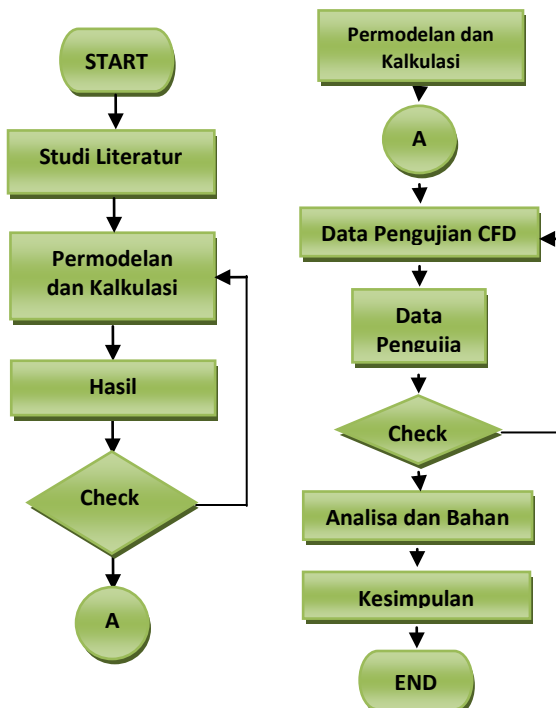 START
Studi Literatur
Permodelan
dan Kalkulasi
Hasil
Check
A
Permodelan dan
Kalkulasi
A
Data Pengujian CFD
Data
Pengujia
Check
Analisa dan Bahan
Kesimpulan
END